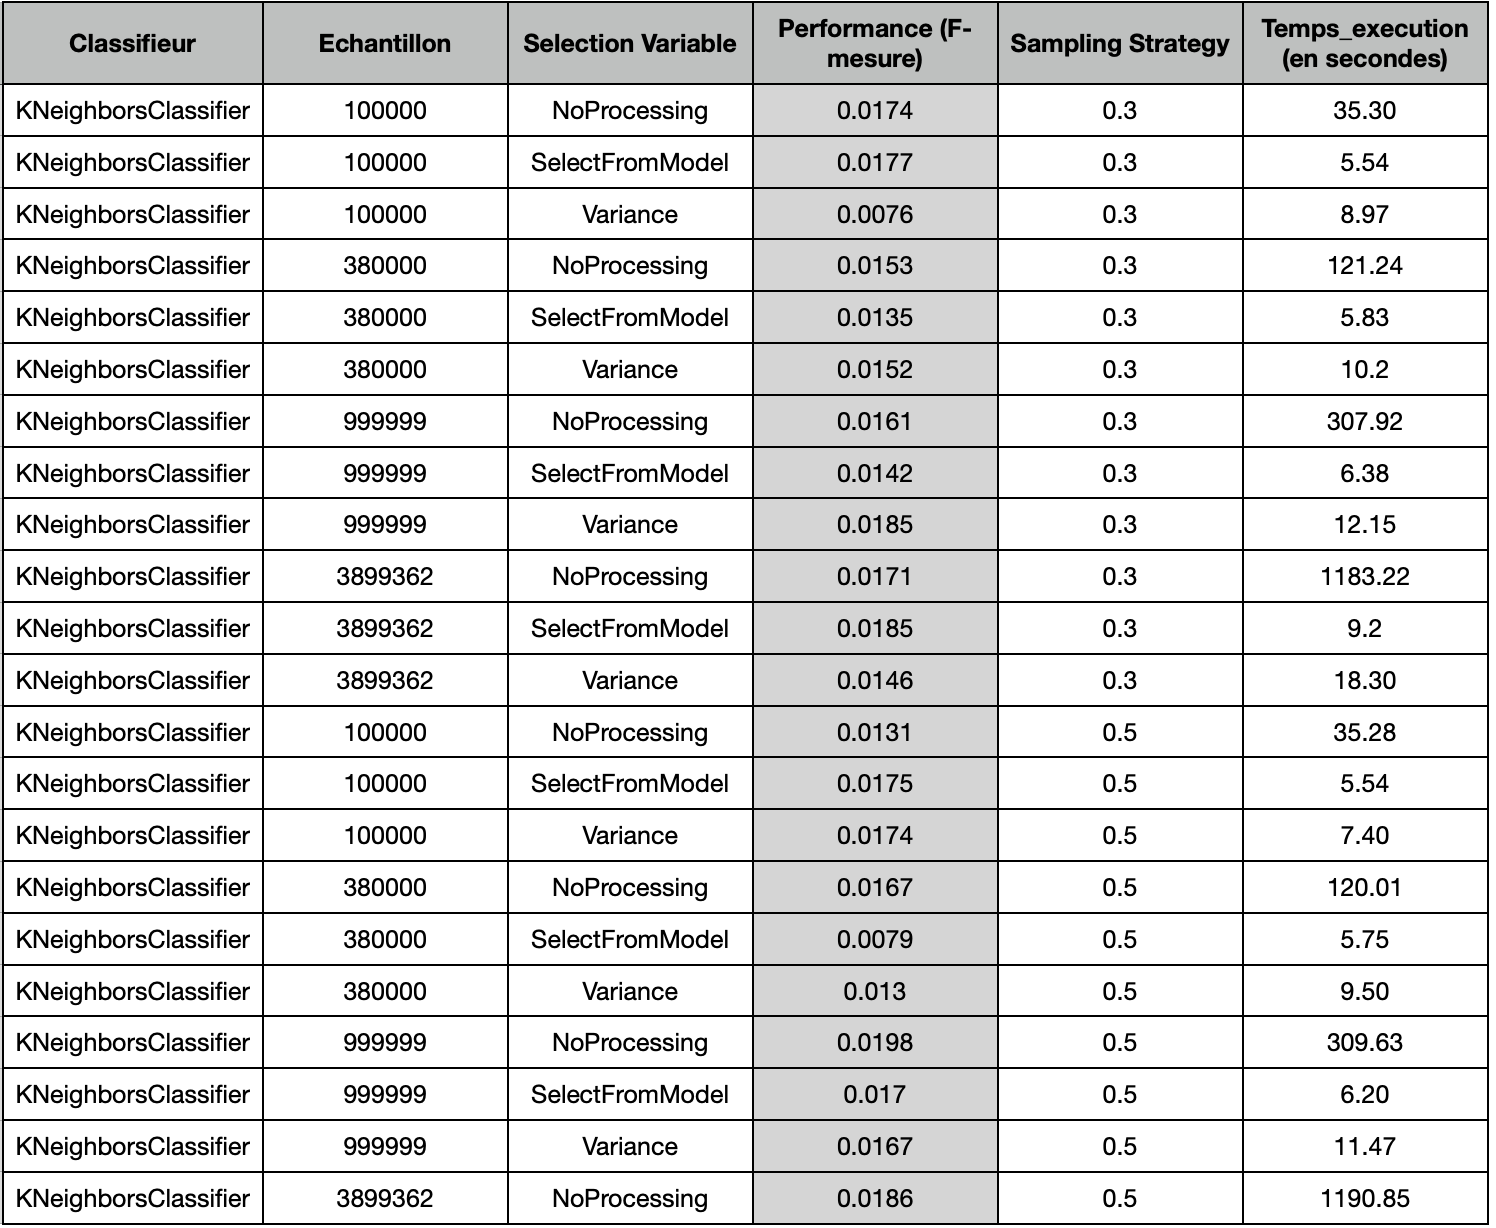 Classifieur Echantillon Selection Variable Performance (F-mesure) Sampling Strategy Temps_execution (en secondes)
KNeighborsClassifier 100000 NoProcessing 0.0174 0.3 35.30
KNeighborsClassifier 100000 SelectFromModel 0.0177 0.3 5.54
KNeighborsClassifier 100000 Variance 0.0076 0.3 8.97
KNeighborsClassifier 380000 NoProcessing 0.0153 0.3 121.24
KNeighborsClassifier 380000 SelectFromModel 0.0135 0.3 5.83
KNeighborsClassifier 380000 Variance 0.0152 0.3 10.2
KNeighborsClassifier 999999 NoProcessing 0.0161 0.3 307.92
KNeighborsClassifier 999999 SelectFromModel 0.0142 0.3 6.38
KNeighborsClassifier 999999 Variance 0.0185 0.3 12.15
KNeighborsClassifier 3899362 NoProcessing 0.0171 0.3 1183.22
KNeighborsClassifier 3899362 SelectFromModel 0.0185 0.3 9.2
KNeighborsClassifier 3899362 Variance 0.0146 0.3 18.30
KNeighborsClassifier 100000 NoProcessing 0.0131 0.5 35.28
KNeighborsClassifier 100000 SelectFromModel 0.0175 0.5 5.54
KNeighborsClassifier 100000 Variance 0.0174 0.5 7.40
KNeighborsClassifier 380000 NoProcessing 0.0167 0.5 120.01
KNeighborsClassifier 380000 SelectFromModel 0.0079 0.5 5.75
KNeighborsClassifier 380000 Variance 0.013 0.5 9.50
KNeighborsClassifier 999999 NoProcessing 0.0198 0.5 309.63
KNeighborsClassifier 999999 SelectFromModel 0.017 0.5 6.20
KNeighborsClassifier 999999 Variance 0.0167 0.5 11.47
KNeighborsClassifier 3899362 NoProcessing 0.0186 0.5 1190.85